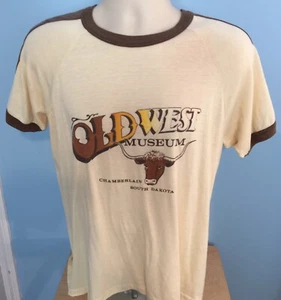 OLD WEST
MUSEUM
CHAMBERLAIN
SOUTH DAKOTA